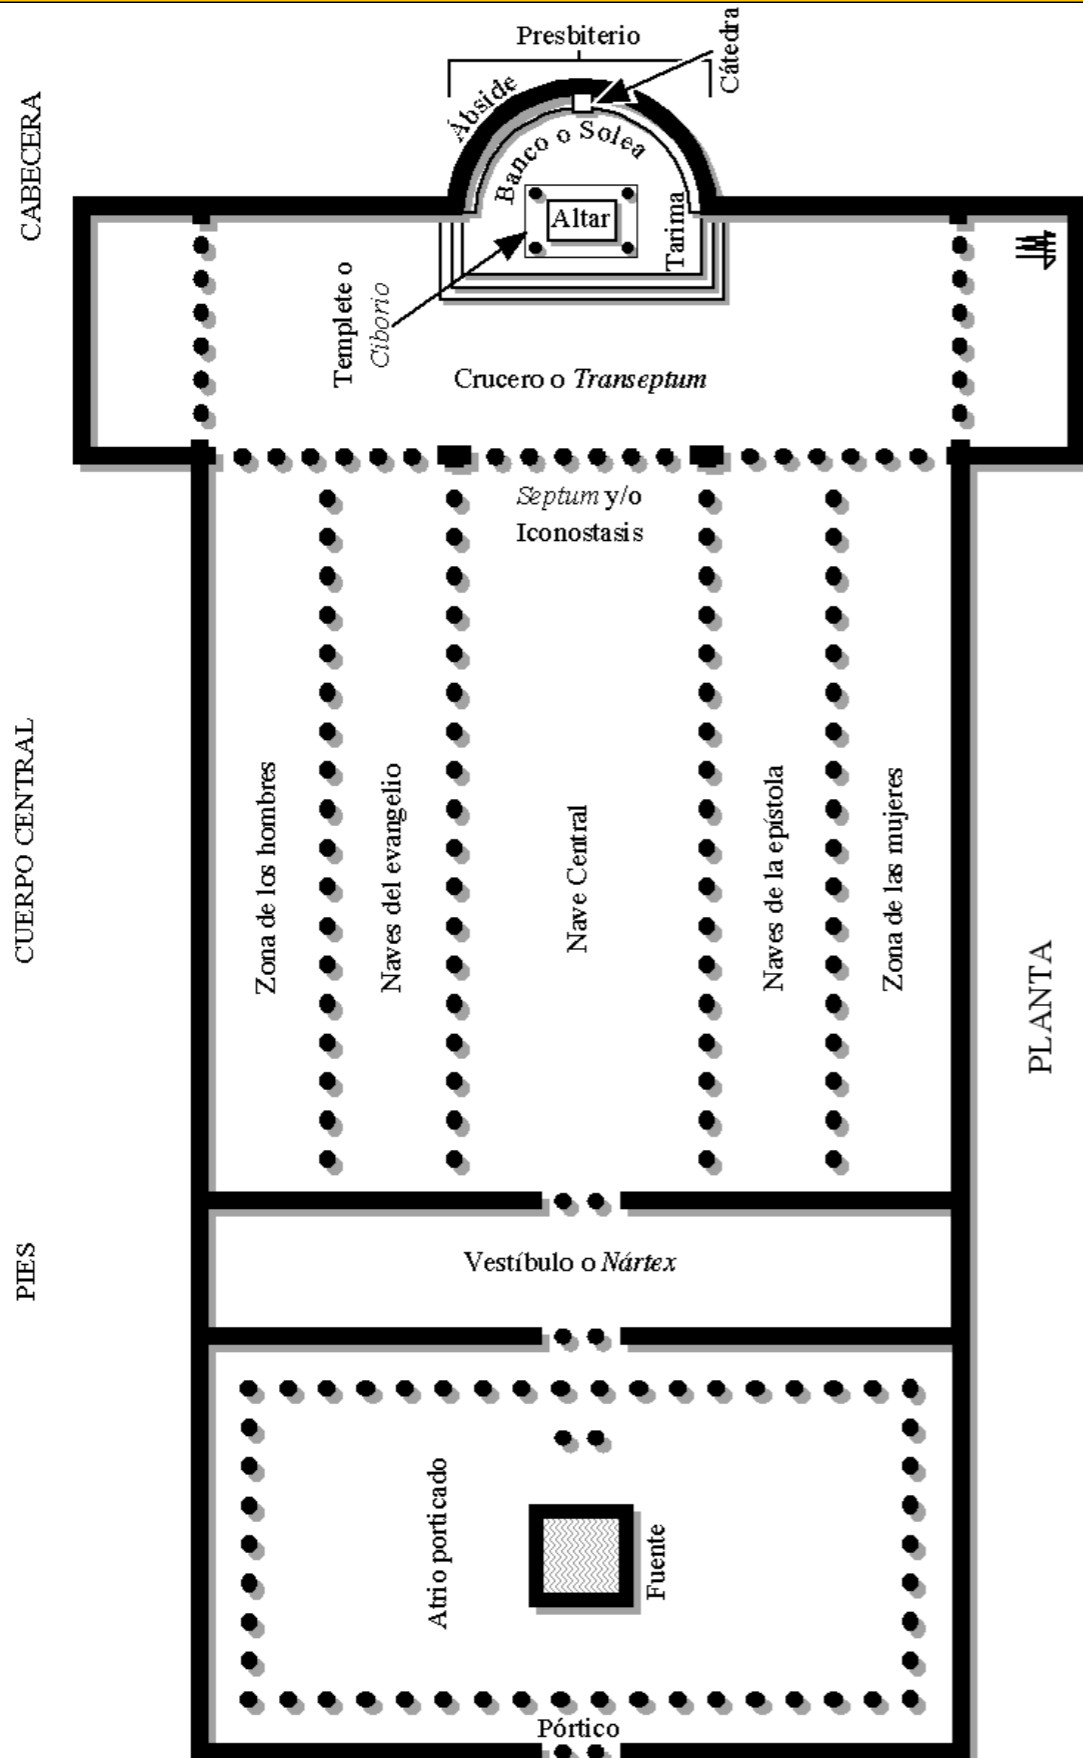 Presbiterio
Cátedra
CABECERA
Ábside
Banco o Solea
Altar
Tarima
Templete o
Ciborio
Crucero o Transeptum
Septum y/o
Iconostasis
CUERPO CENTRAL
Zona de los hombres
Naves del evangelio
Nave Central
Naves de la epístola
Zona de las mujeres
PLANTA
PIES
Vestíbulo o Nártex
Atrio porticado
Fuente
Pórtico